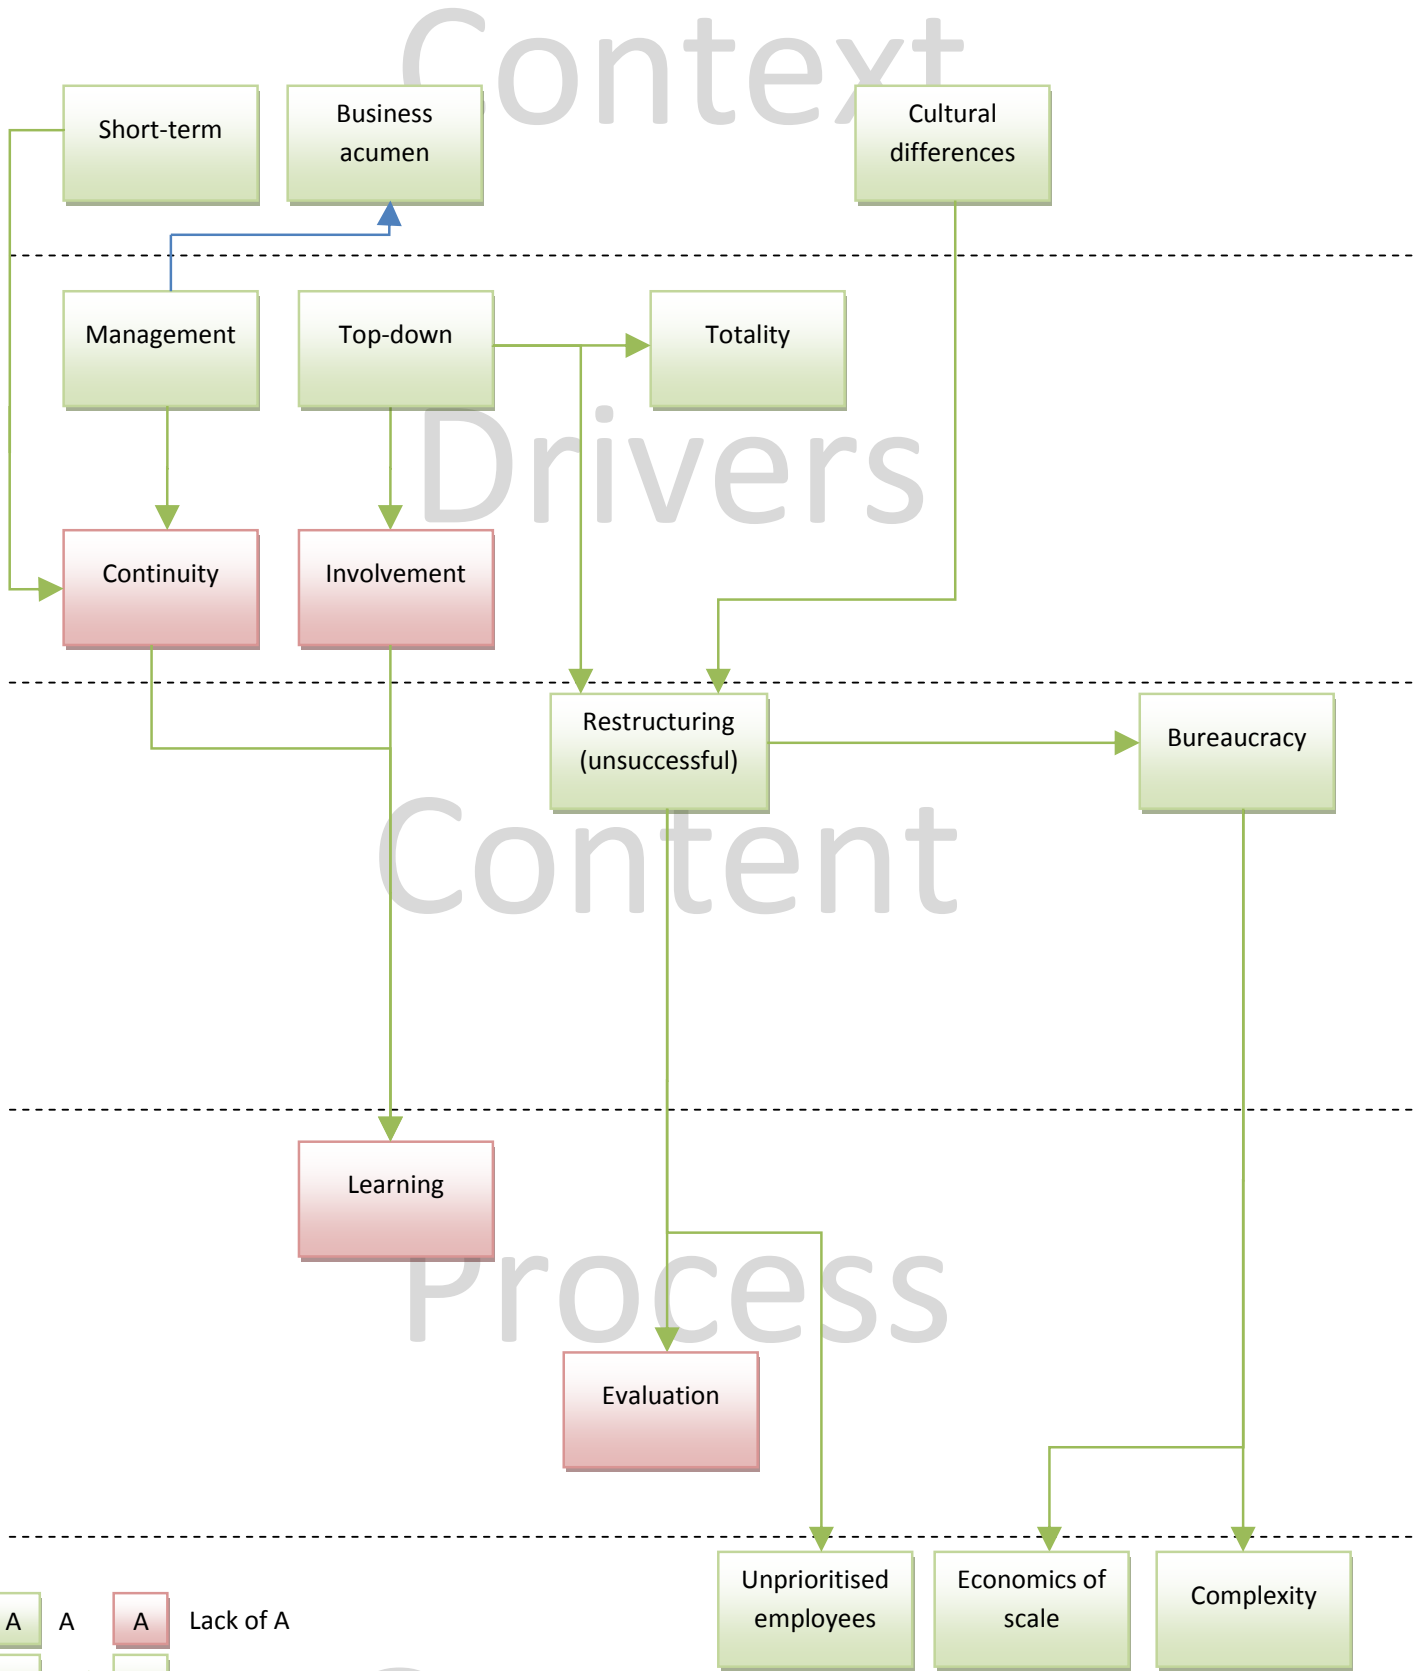 Context
Short-term
Business
acumen
Cultural
differences
Management
Top-down
Totality
Drivers
Continuity
Involvement
Restructuring
(unsuccessful)
Bureaucracy
Content
Learning
Process
Evaluation
Unprioritised
employees
Economics of
scale
Complexity
A A A Lack of A